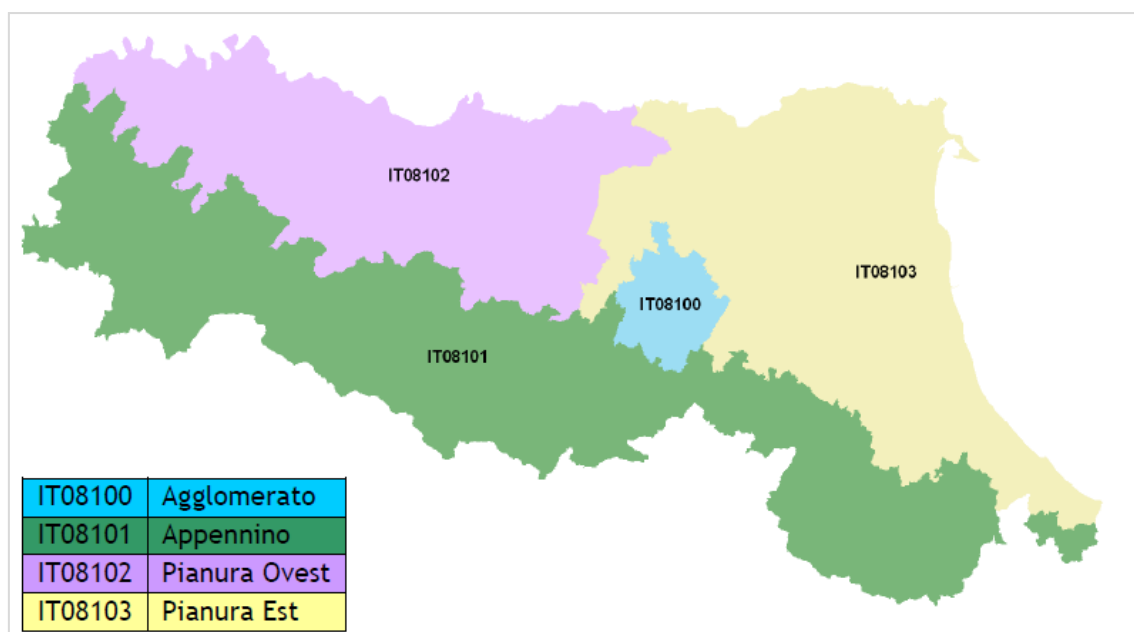 IT08102
IT08103
IT08100
IT08101
IT08100 Agglomerato
IT08101 Appennino
IT08102 Pianura Ovest
IT08103 Pianura Est